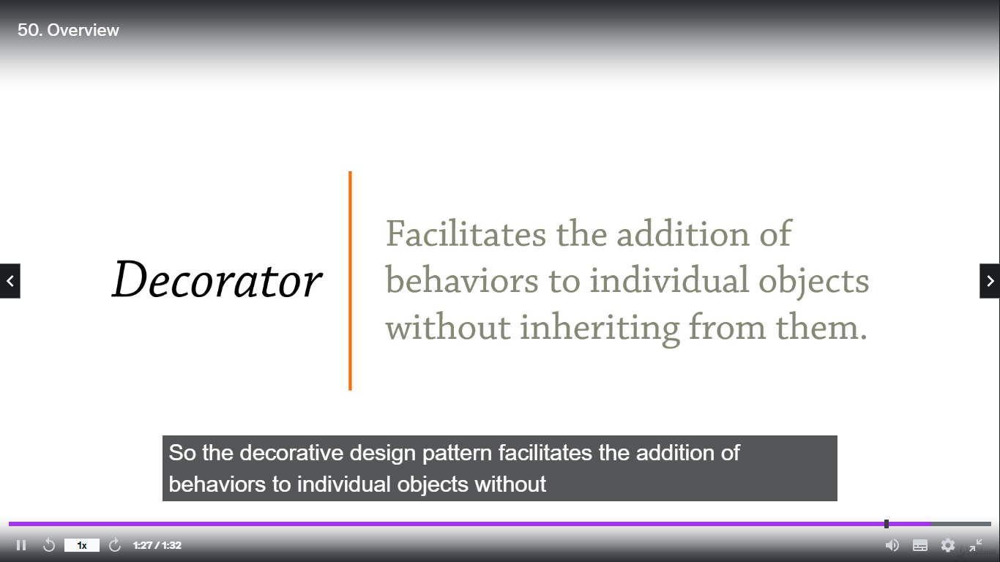 50. Overview
Decorator
Facilitates the addition of
behaviors to individual objects
without inheriting from them.
So the decorative design pattern facilitates the addition of
behaviors to individual objects without
1x
1:27 / 1:32